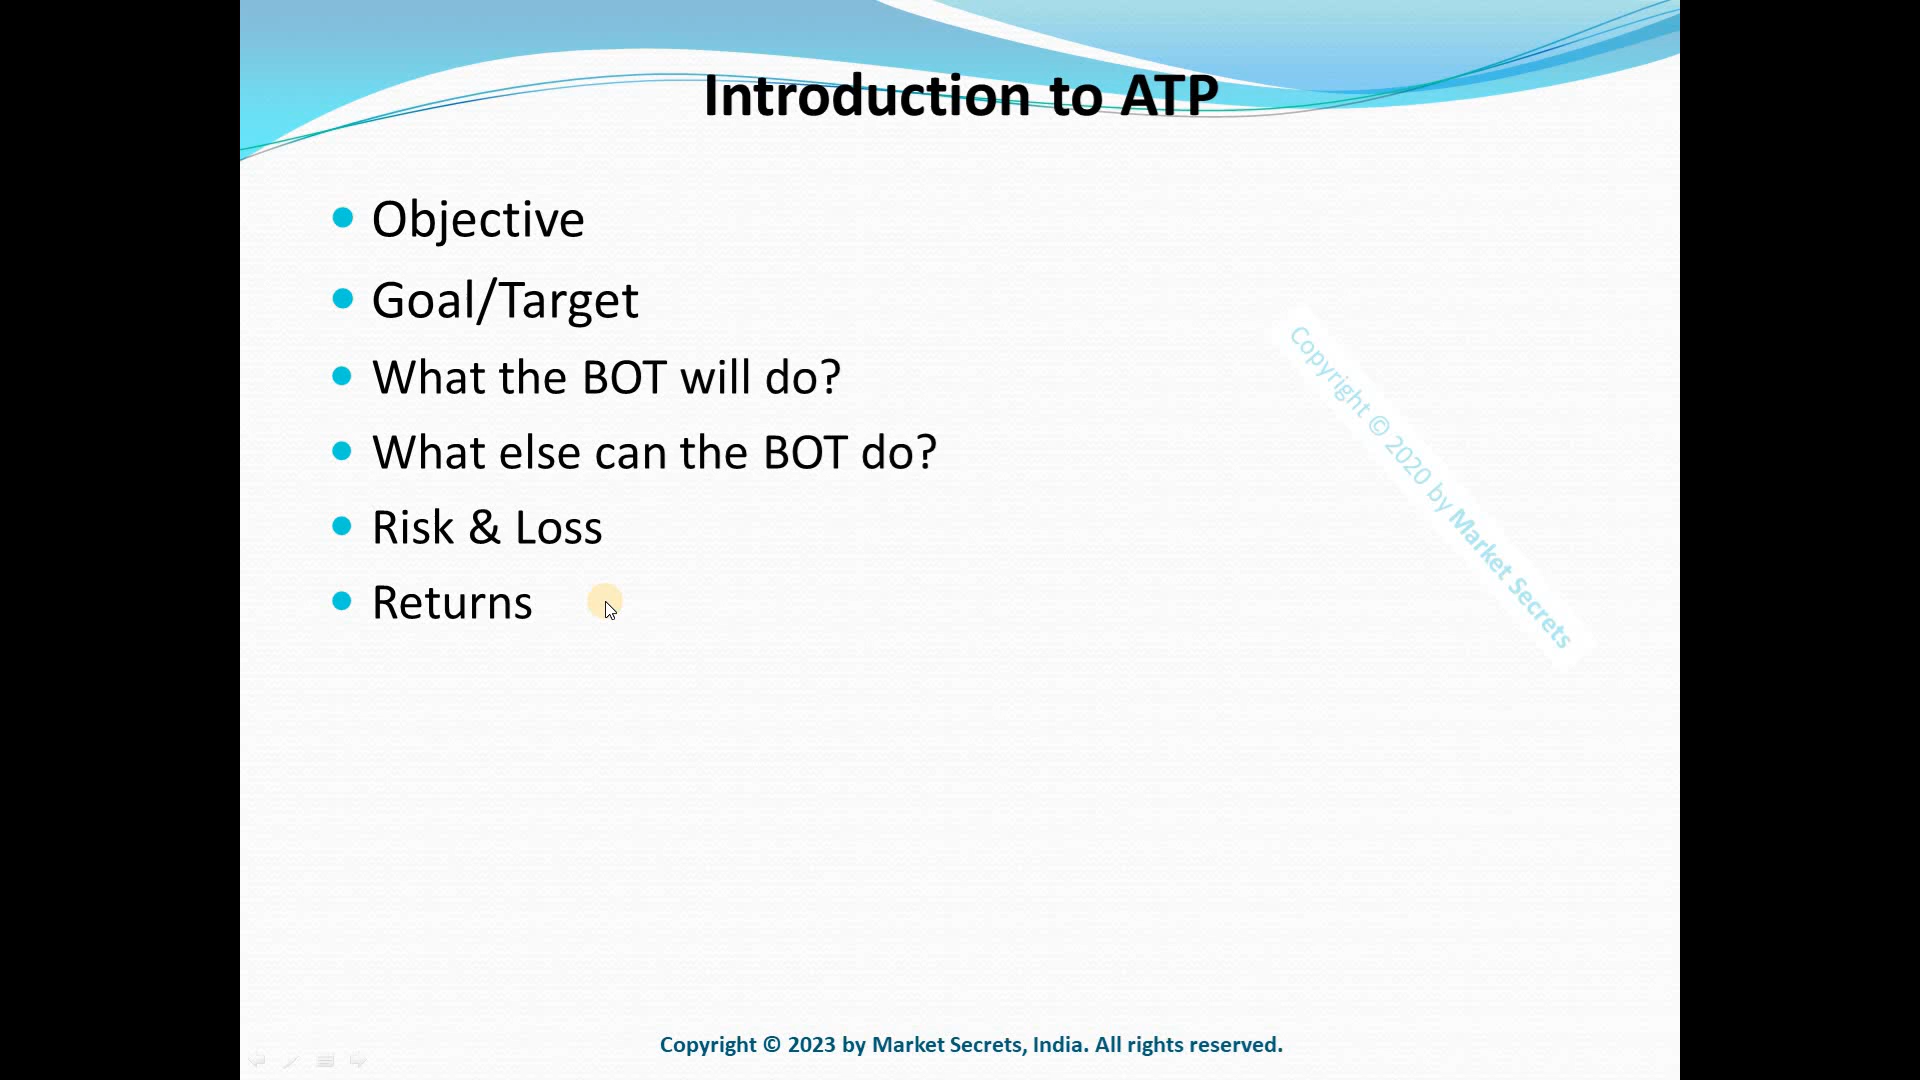 Introduction to ATP
Objective
Goal/Target
What the BOT will do?
What else can the BOT do?
Risk & Loss
Returns
Copyright © 2020 by Market Secrets
Copyright © 2023 by Market Secrets, India. All rights reserved.